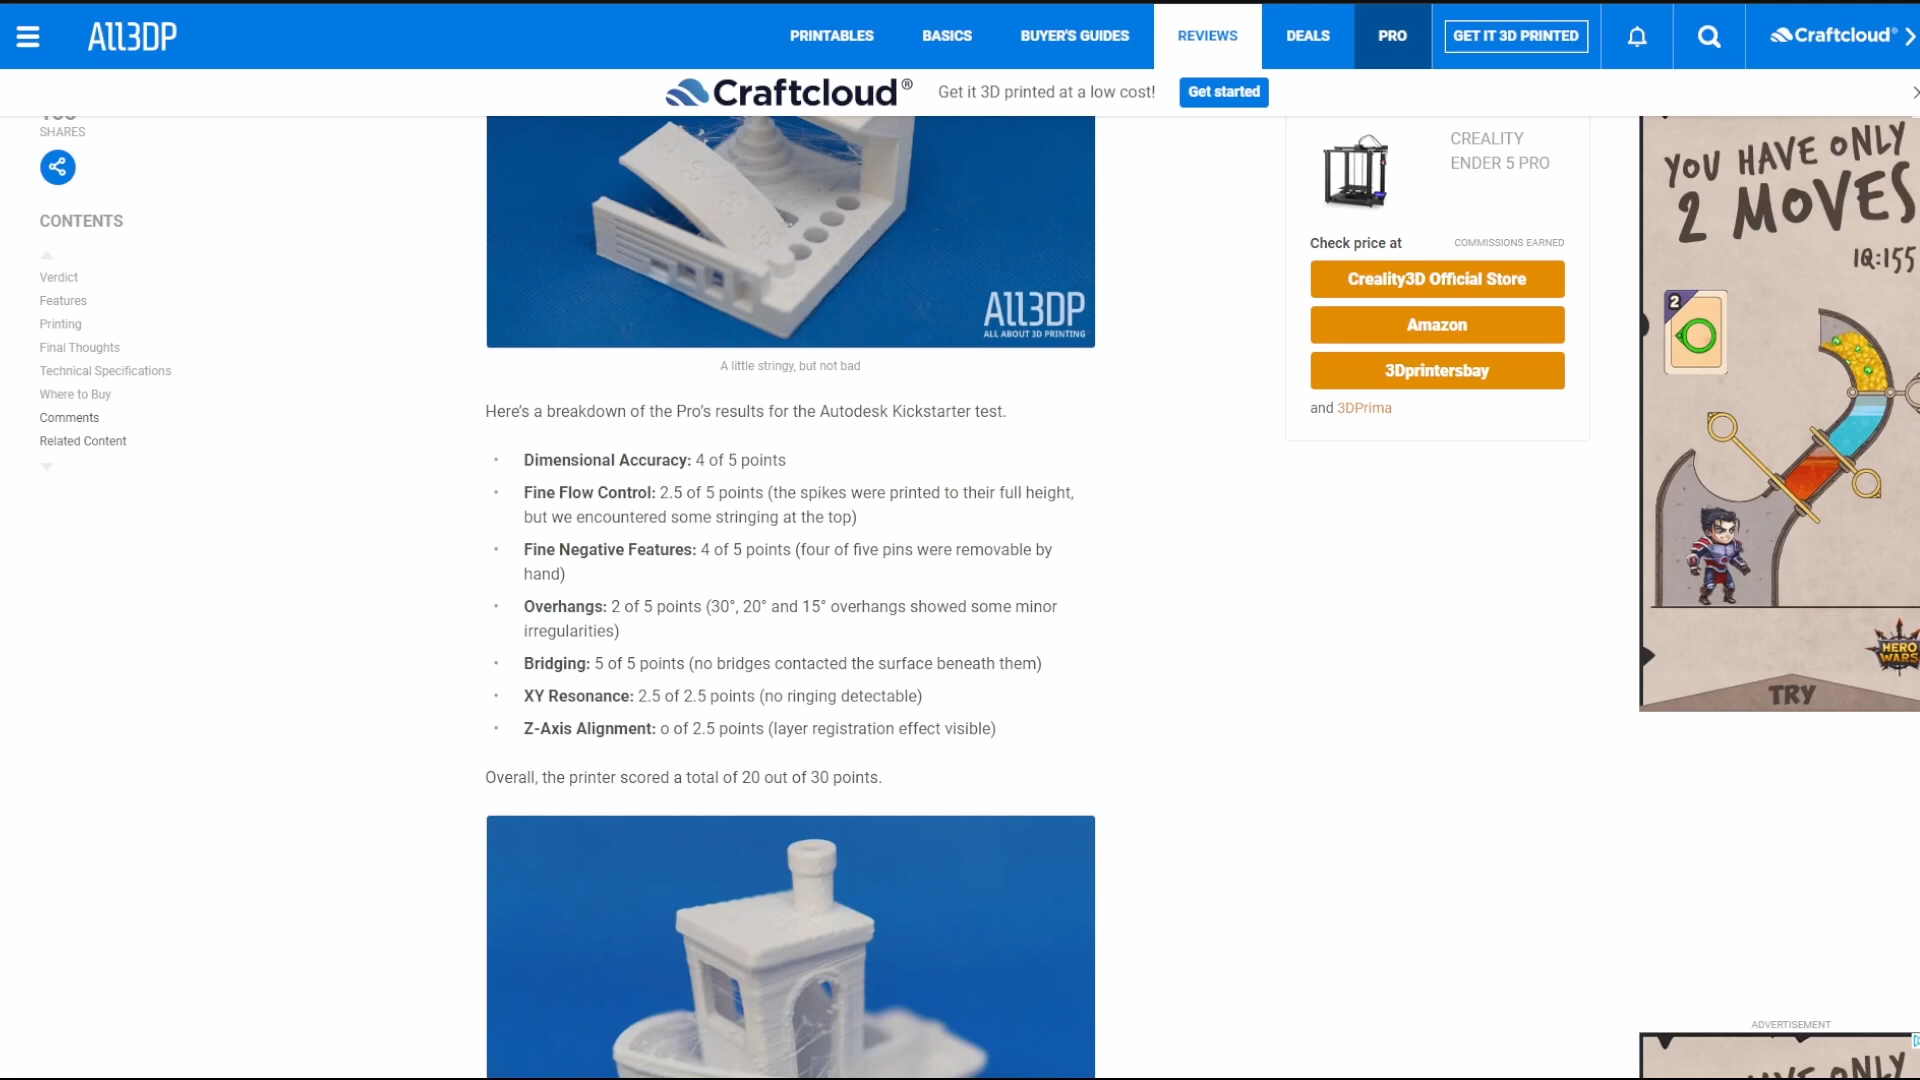 ALL3DP
PRINTABLES
BASICS
BUYER'S GUIDES
REVIEWS
DEALS
PRO
GET IT 3D PRINTED
Craftcloud®
Craftcloud®
Get it 3D printed at a low cost!
Get started
SHARES
CONTENTS
Verdict
Features
Printing
Final Thoughts
Technical Specifications
Where to Buy
Comments
Related Content
ALL3DP
ALL ABOUT 3D PRINTING
A little stringy, but not bad
Here's a breakdown of the Pro's results for the Autodesk Kickstarter test.
· Dimensional Accuracy: 4 of 5 points
· Fine Flow Control: 2.5 of 5 points (the spikes were printed to their full height,
but we encountered some stringing at the top)
· Fine Negative Features: 4 of 5 points (four of five pins were removable by
hand)
· Overhangs: 2 of 5 points (30°, 20° and 15° overhangs showed some minor
irregularities)
· Bridging: 5 of 5 points (no bridges contacted the surface beneath them)
· XY Resonance: 2.5 of 2.5 points (no ringing detectable)
· Z-Axis Alignment: o of 2.5 points (layer registration effect visible)
Overall, the printer scored a total of 20 out of 30 points.
CREALITY
ENDER 5 PRO
Check price at
COMMISSIONS EARNED
Creality3D Official Store
Amazon
3Dprintersbay
and 3DPrima
YOU HAVE ONLY
2 MOVES
IQ:155
2
HERO
WARS
TRY
ADVERTISEMENT